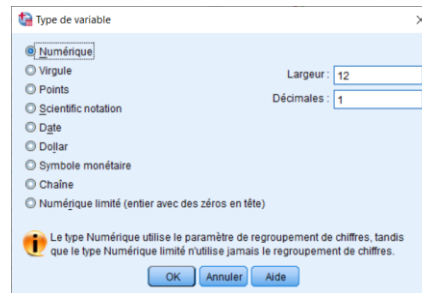 Type de variable
Numérique
Virgule
Points
Scientific notation
Date
Dollar
Symbole monétaire
Chaîne
Numérique limité (entier avec des zéros en tête)
Largeur : 12
Décimales : 1
Le type Numérique utilise le paramètre de regroupement de chiffres, tandis
que le type Numérique limité n'utilise jamais le regroupement de chiffres.
OK Annuler Aide